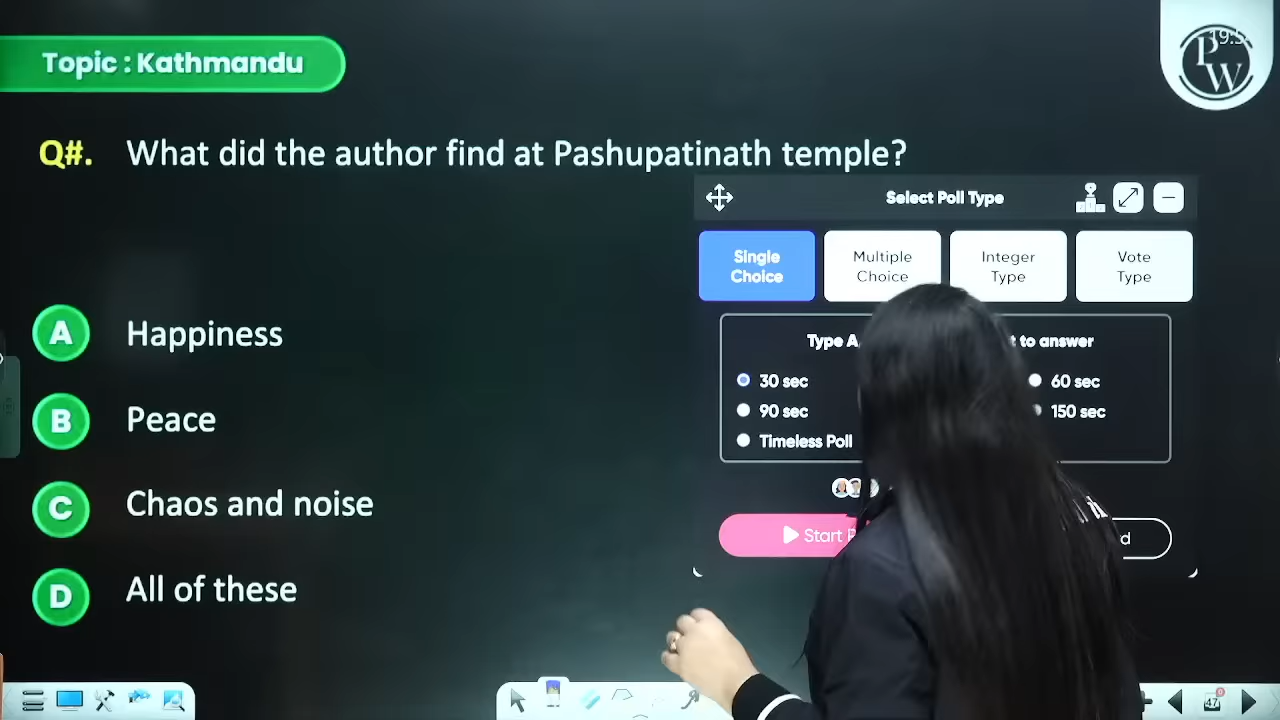 Topic : Kathmandu
PW
Q#. What did the author find at Pashupatinath temple?
Select Poll Type
Single Choice
Multiple Choice
Integer Type
Vote Type
Type A
to answer
30 sec
60 sec
90 sec
150 sec
Timeless Poll
Start
A Happiness
B Peace
C Chaos and noise
D All of these
47